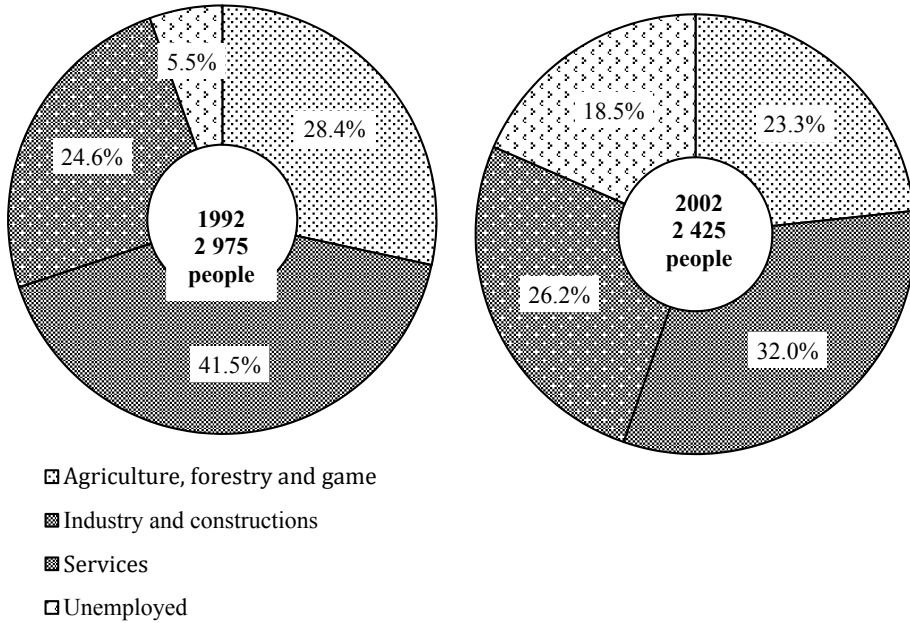 5.5%
28.4%
24.6%
1992
2 975
people
41.5%
18.5%
23.3%
2002
2 425
people
26.2%
32.0%
Agriculture, forestry and game
Industry and constructions
Services
Unemployed